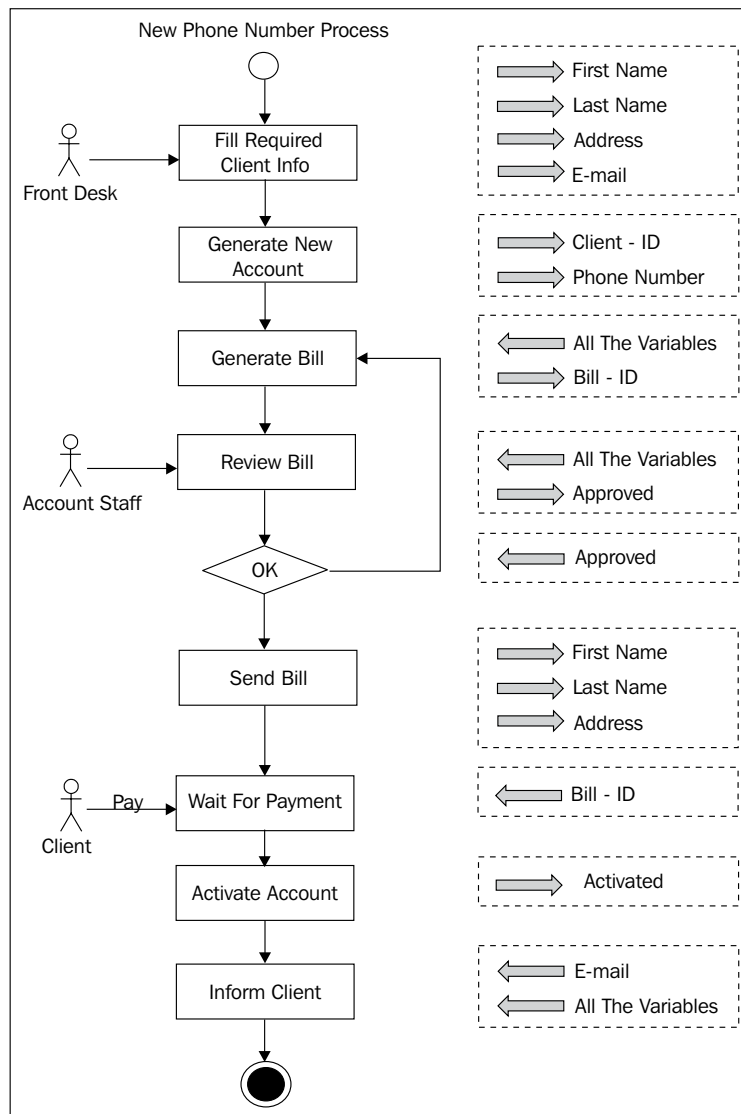 New Phone Number Process
First Name
Last Name
Address
E-mail
Front Desk
Fill Required
Client Info
Generate New
Account
Client - ID
Phone Number
Generate Bill
All The Variables
Bill - ID
Account Staff
Review Bill
All The Variables
Approved
OK
Approved
Send Bill
First Name
Last Name
Address
Client
Pay
Wait For Payment
Bill - ID
Activate Account
Activated
Inform Client
E-mail
All The Variables